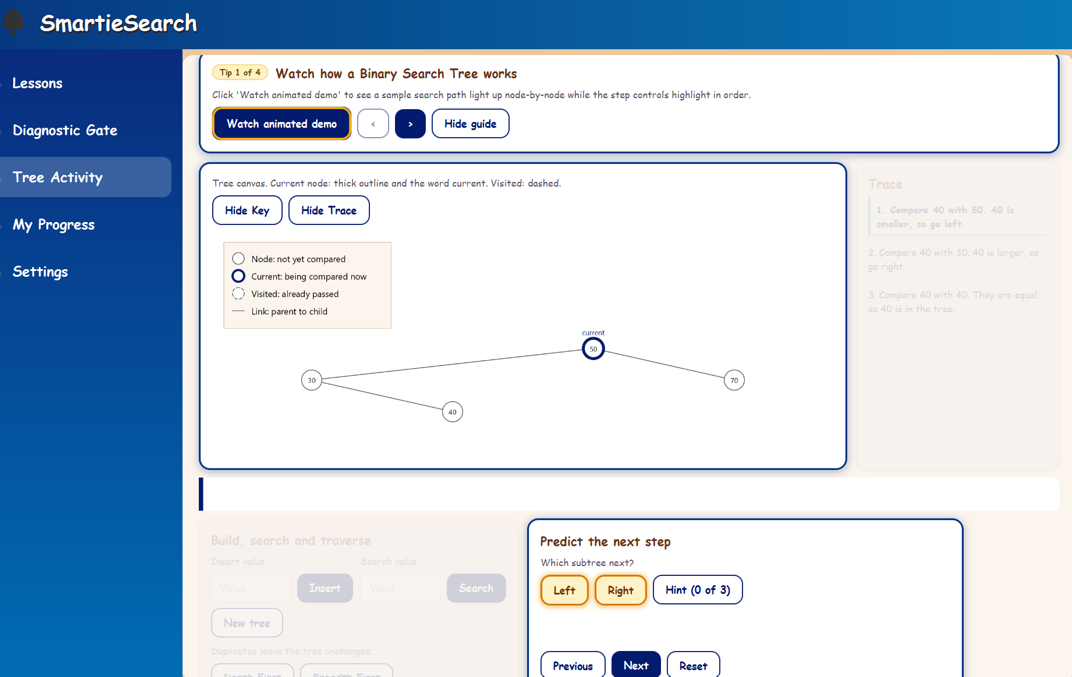 SmartieSearch
Lessons
Diagnostic Gate
Tree Activity
My Progress
Settings
Tip 1 of 4 Watch how a Binary Search Tree works
Click 'Watch animated demo' to see a sample search path light up node-by-node while the step controls highlight in order.
Watch animated demo < > Hide guide
Tree canvas. Current node: thick outline and the word current. Visited: dashed.
Hide Key Hide Trace
Node: not yet compared
Current: being compared now
Visited: already passed
Link: parent to child
current
50
30
70
40
Trace
1. Compare 40 with 50. 40 is
smaller, so go left.
2. Compare 40 with 30. 40 is larger, so
go right.
3. Compare 40 with 40. They are equal,
so 40 is in the tree.
Build, search and traverse
Insert value Search value
Value Insert Value Search
New tree
Duplicates leave the tree unchanged.
Depth First Breadth First
Predict the next step
Which subtree next?
Left Right Hint (0 of 3)
Previous Next Reset